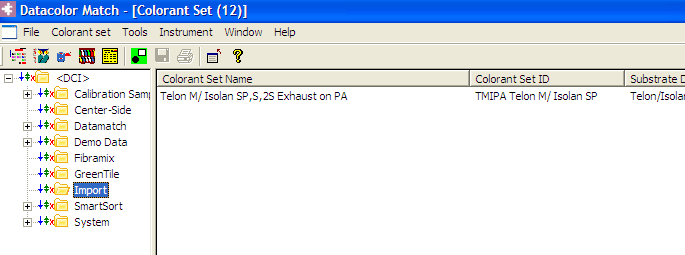 Datacolor Match - [Colorant Set (12)]
File Colorant set Tools Instrument Window Help
<DCI>
Colorant Set Name Colorant Set ID Substrate D
Calibration Samp
Telon M/ Isolan SP,S,2S Exhaust on PA TMIPA Telon M/ Isolan SP Telon/Isolan
Center-Side
Datamatch
Demo Data
Fibramix
GreenTile
Import
SmartSort
System